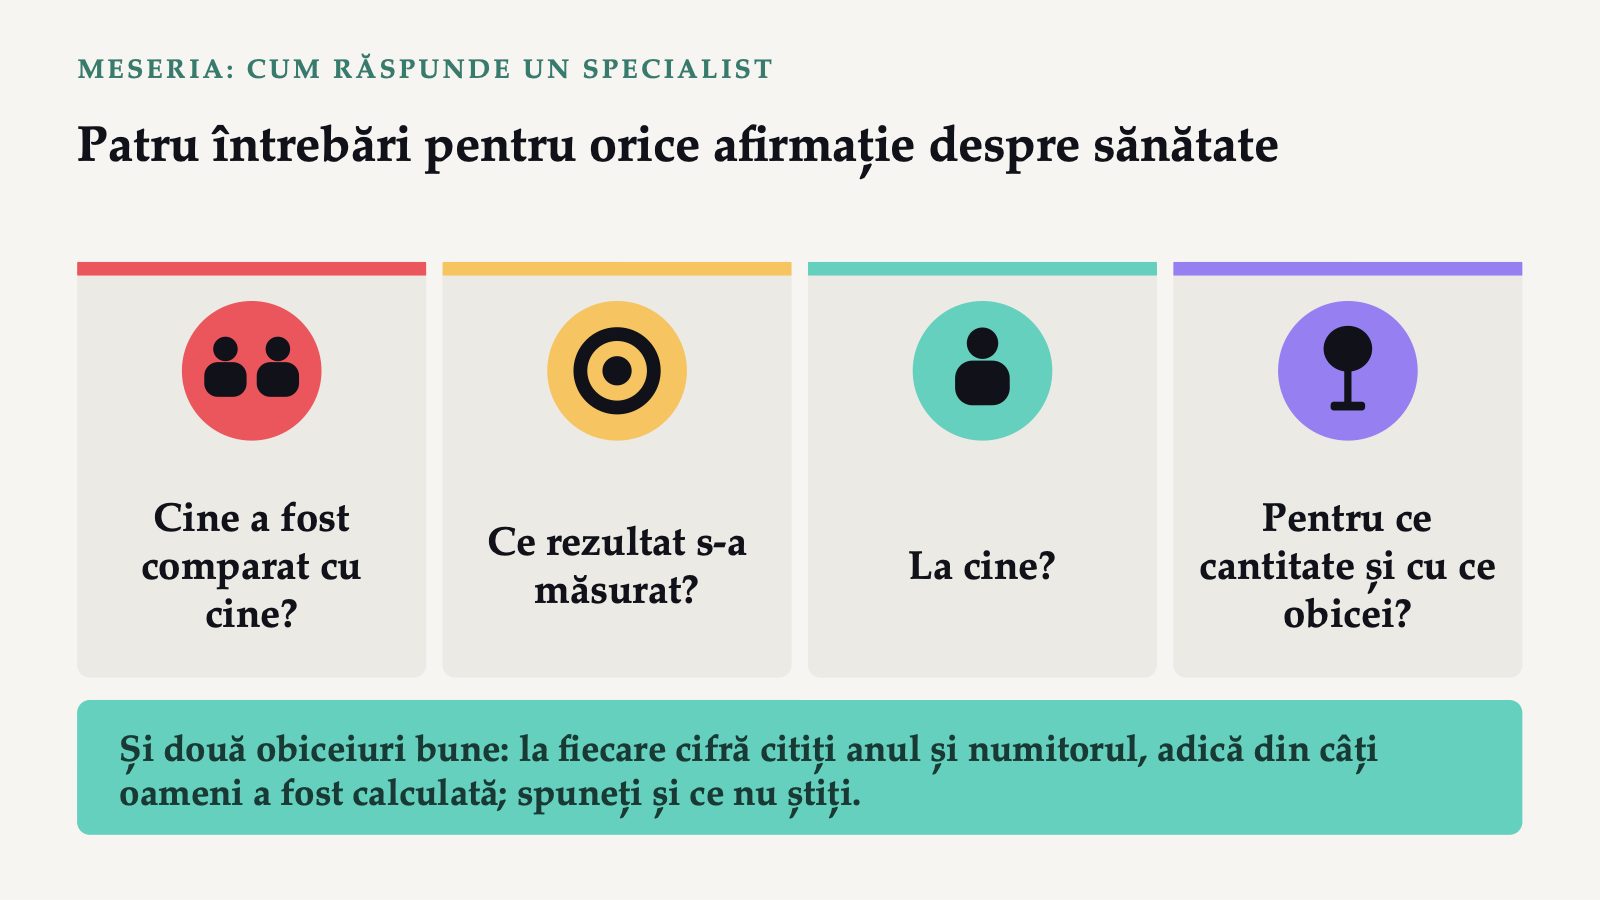 MESERIA: CUM RĂSPUNDE UN SPECIALIST
Patru întrebări pentru orice afirmație despre sănătate
Cine a fost
comparat cu
cine?
Ce rezultat s-a
măsurat?
La cine?
Pentru ce
cantitate și cu ce
obicei?
Și două obiceiuri bune: la fiecare cifră citiți anul și numitorul, adică din câți
oameni a fost calculată; spuneți și ce nu știți.